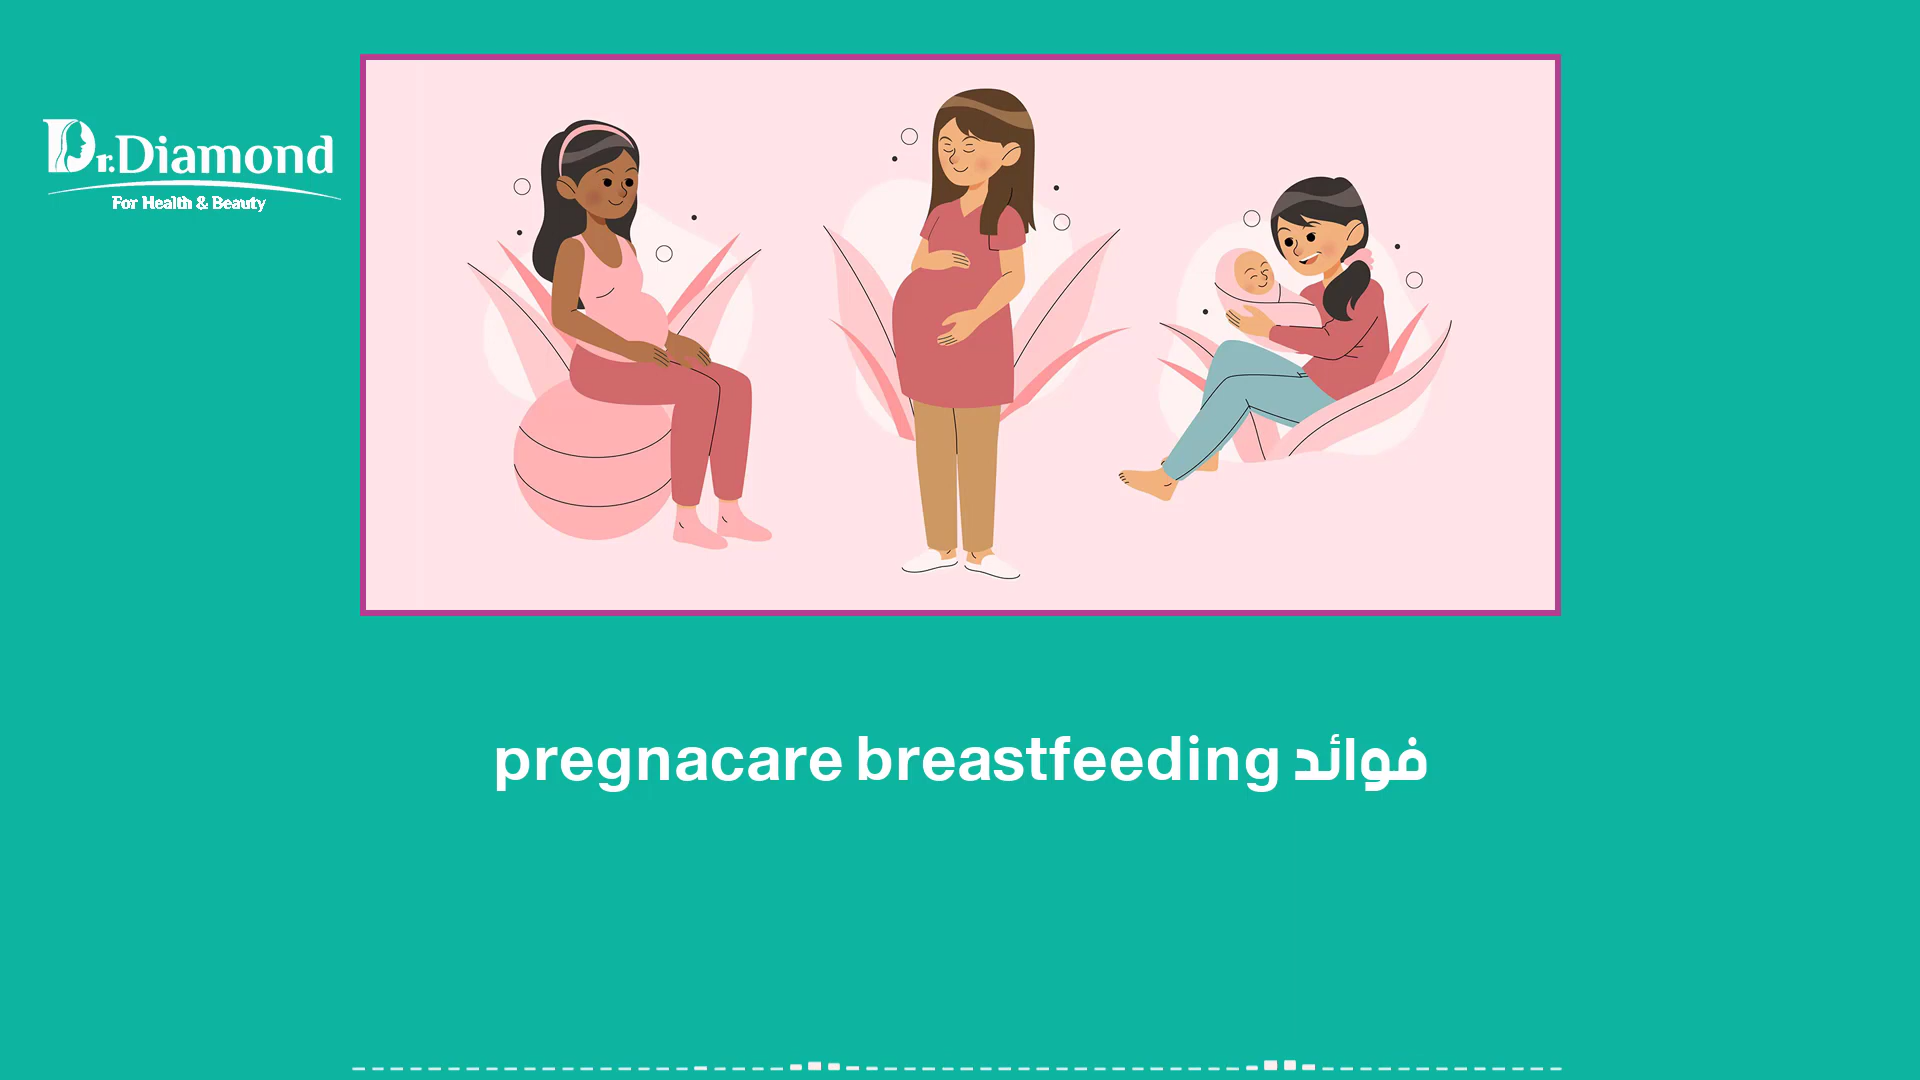 Dr.Diamond
For Health & Beauty
فوائد pregnacare breastfeeding